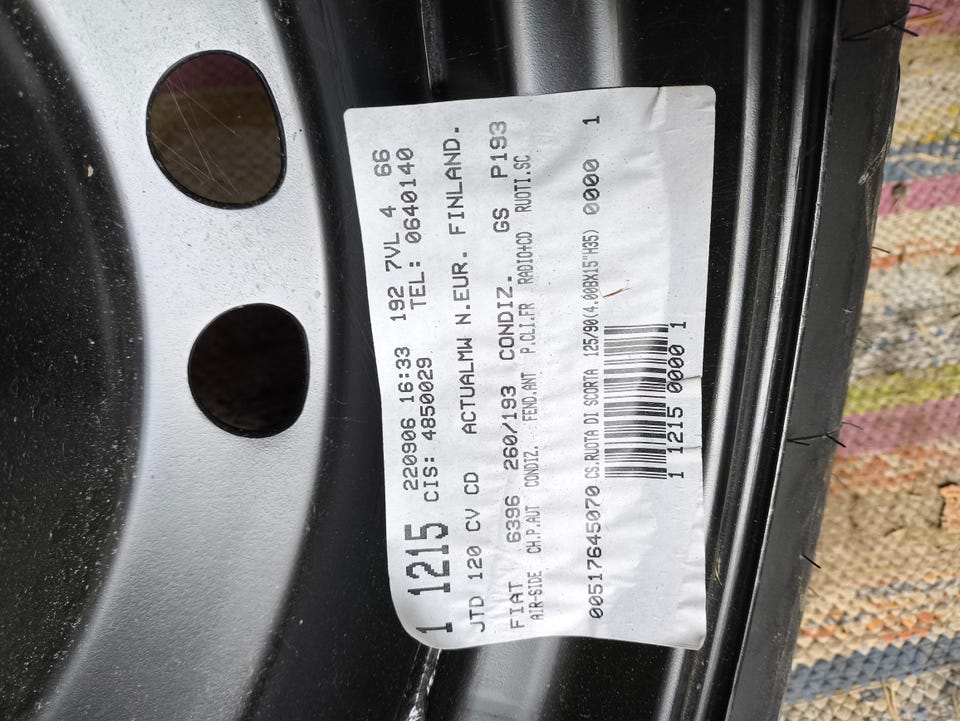 1 1215 220906 16:33 192 7VL 4 66
CIS: 4850029 TEL: 0640140
JTD 120 CV CD ACTUALMW N.EUR. FINLAND.
FIAT 6396 260/193 CONDIZ. GS P193
AIR-SIDE CH.P.AUT CONDIZ. FEND.ANT P.CLI.FR RADIO+CD RUOTI.SC
00517645070 CS.RUOTA DI SCORTA 125/90(4.00BX15"H35) 0000 1
1 1215 0000 1